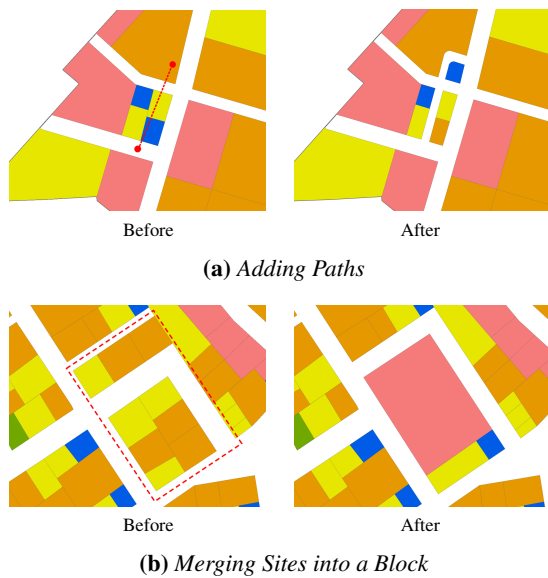 Before After
(a) Adding Paths
Before After
(b) Merging Sites into a Block